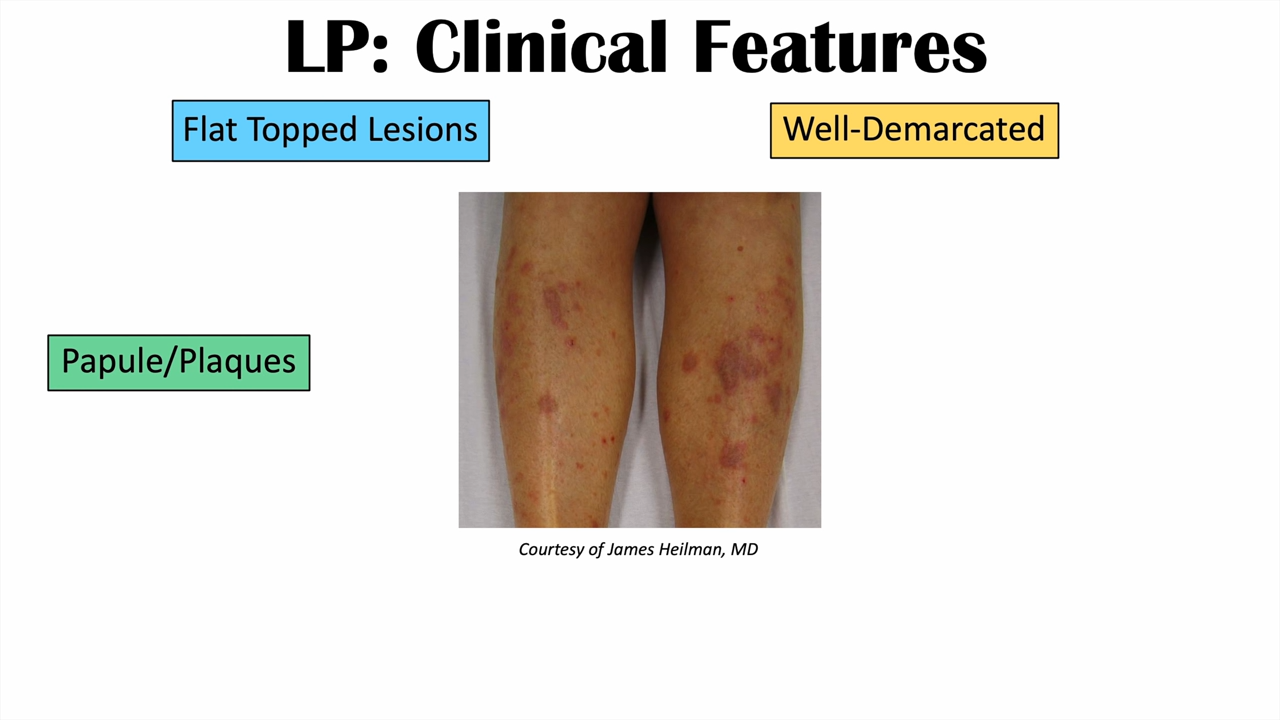 LP: Clinical Features
Flat Topped Lesions
Well-Demarcated
Papule/Plaques
Courtesy of James Heilman, MD